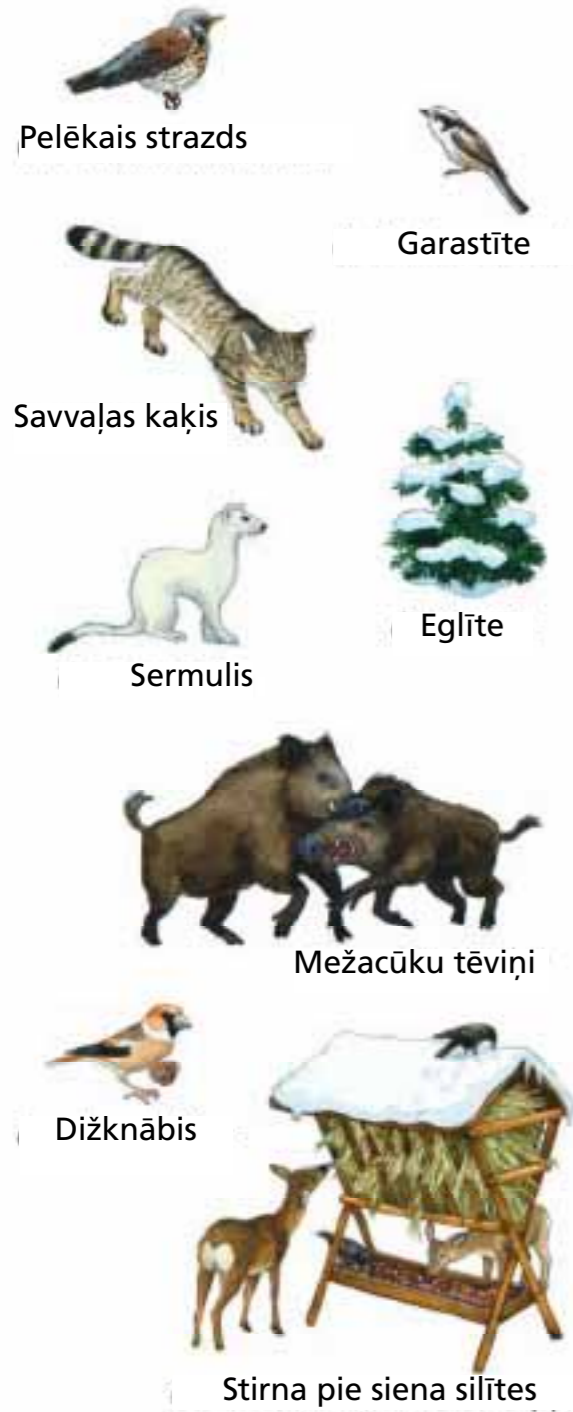 Pelēkais strazds
Garastīte
Savvaļas kaķis
Eglīte
Sermulis
Mežacūku tēviņi
Dižknābis
Stirna pie siena silītes